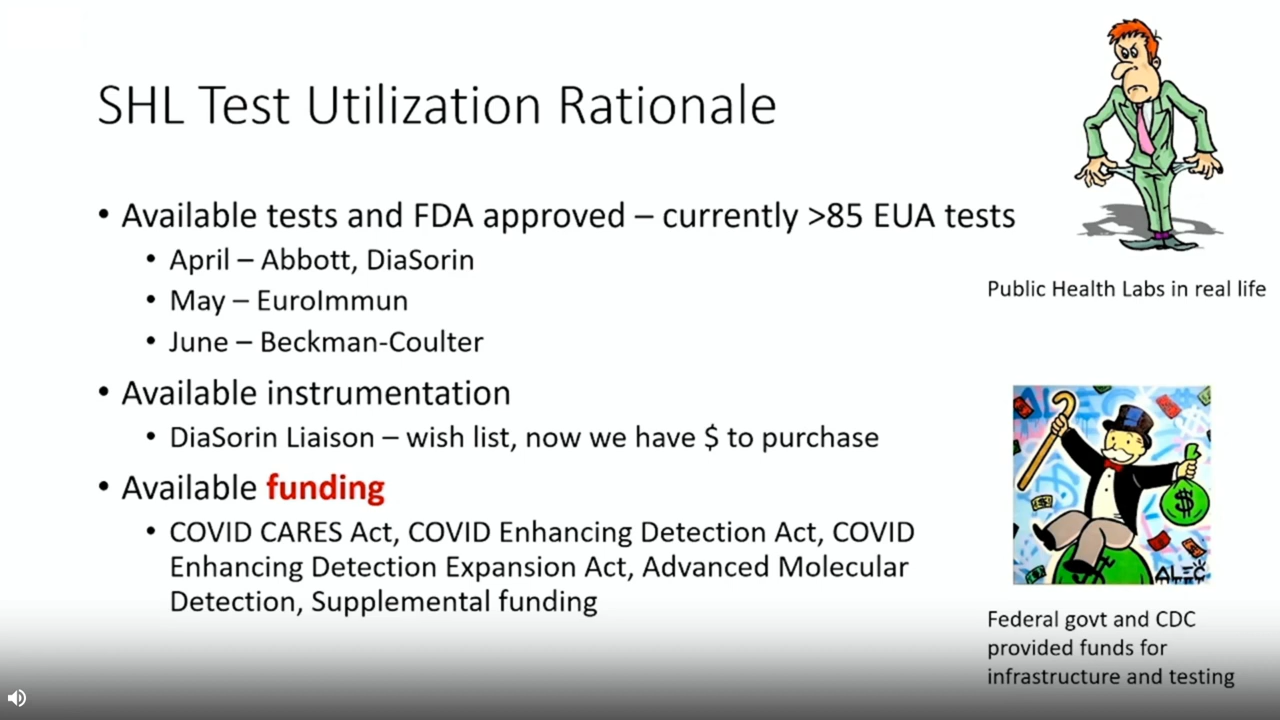 SHL Test Utilization Rationale
• Available tests and FDA approved – currently >85 EUA tests
• April – Abbott, DiaSorin
• May – EuroImmun
• June – Beckman-Coulter
• Available instrumentation
• DiaSorin Liaison – wish list, now we have $ to purchase
• Available funding
• COVID CARES Act, COVID Enhancing Detection Act, COVID
Enhancing Detection Expansion Act, Advanced Molecular
Detection, Supplemental funding
Public Health Labs in real life
ALEC
$
ALEC
Federal govt and CDC
provided funds for
infrastructure and testing